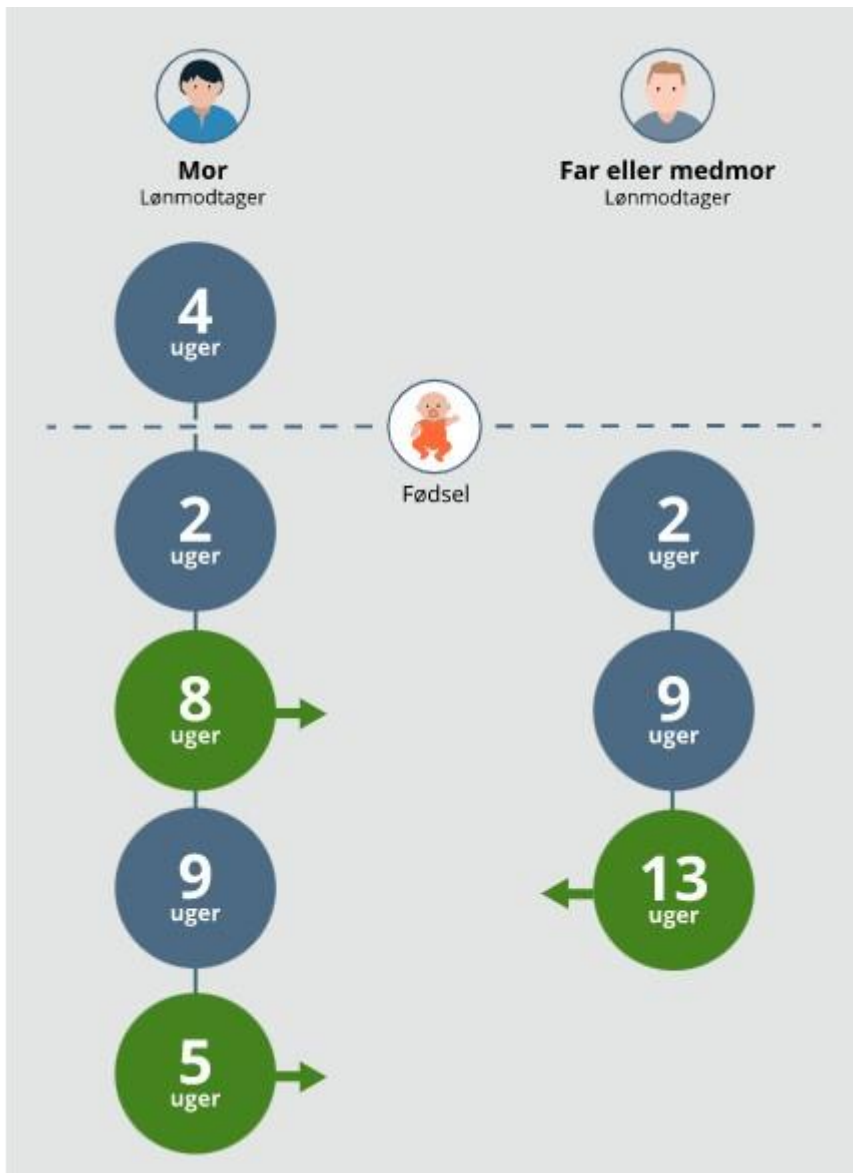 Mor
Lønmodtager
Far eller medmor
Lønmodtager
4
uger
Fødsel
2
uger
2
uger
8
uger
9
uger
9
uger
13
uger
5
uger